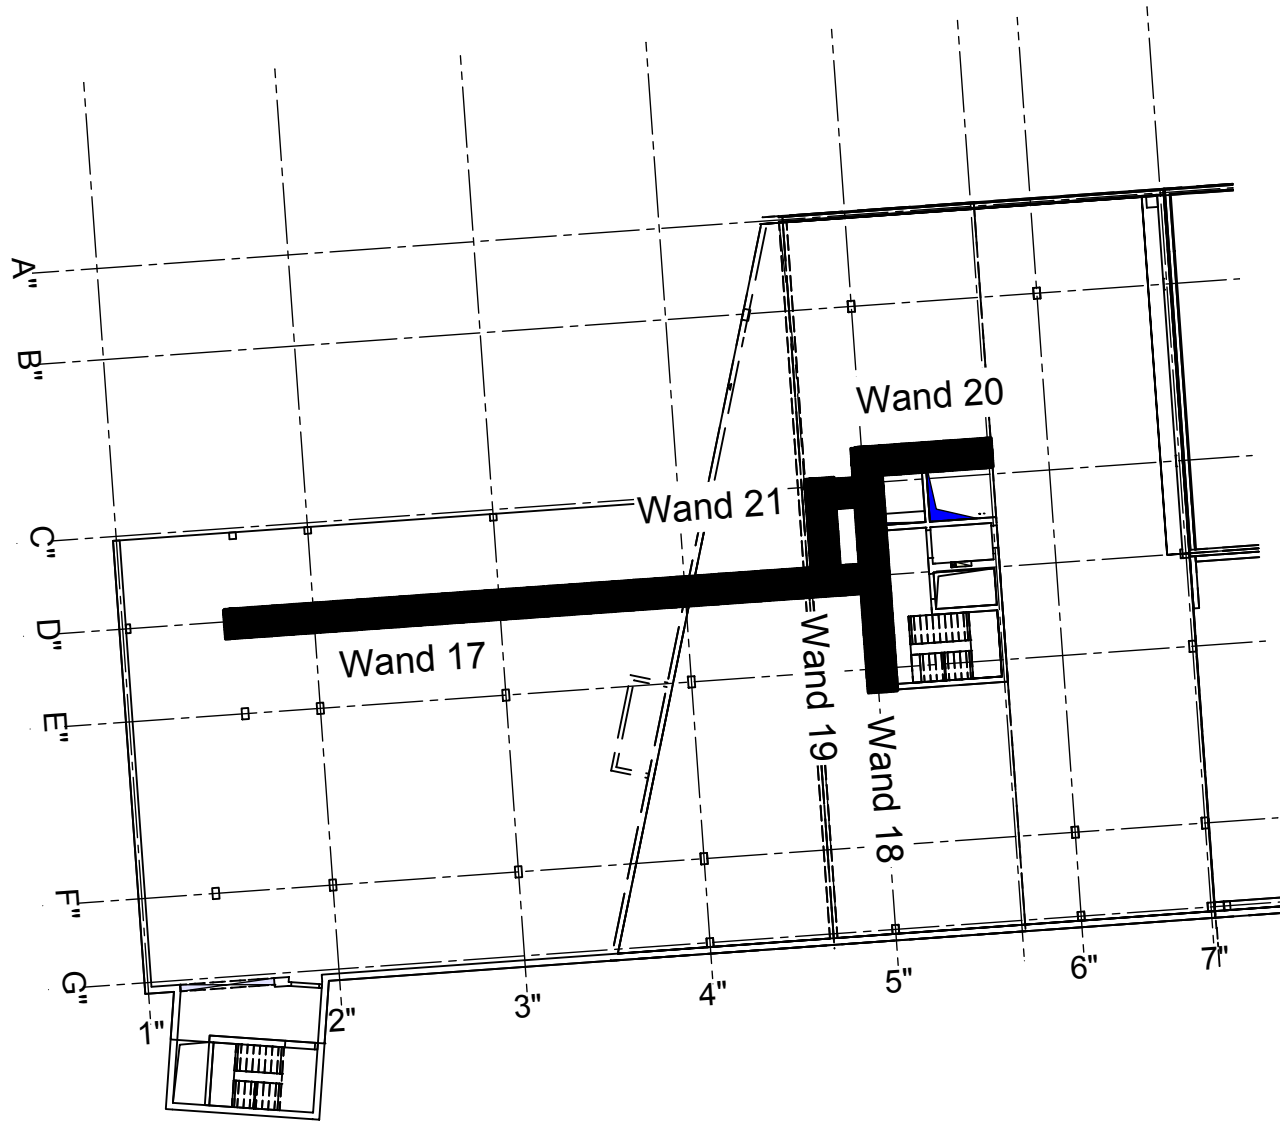 A"
B"
Wand 20
Wand 21
C"
D"
Wand 17
Wand 19
E"
Wand 18
F"
G"
1"
2"
3"
4"
5"
6"
7"